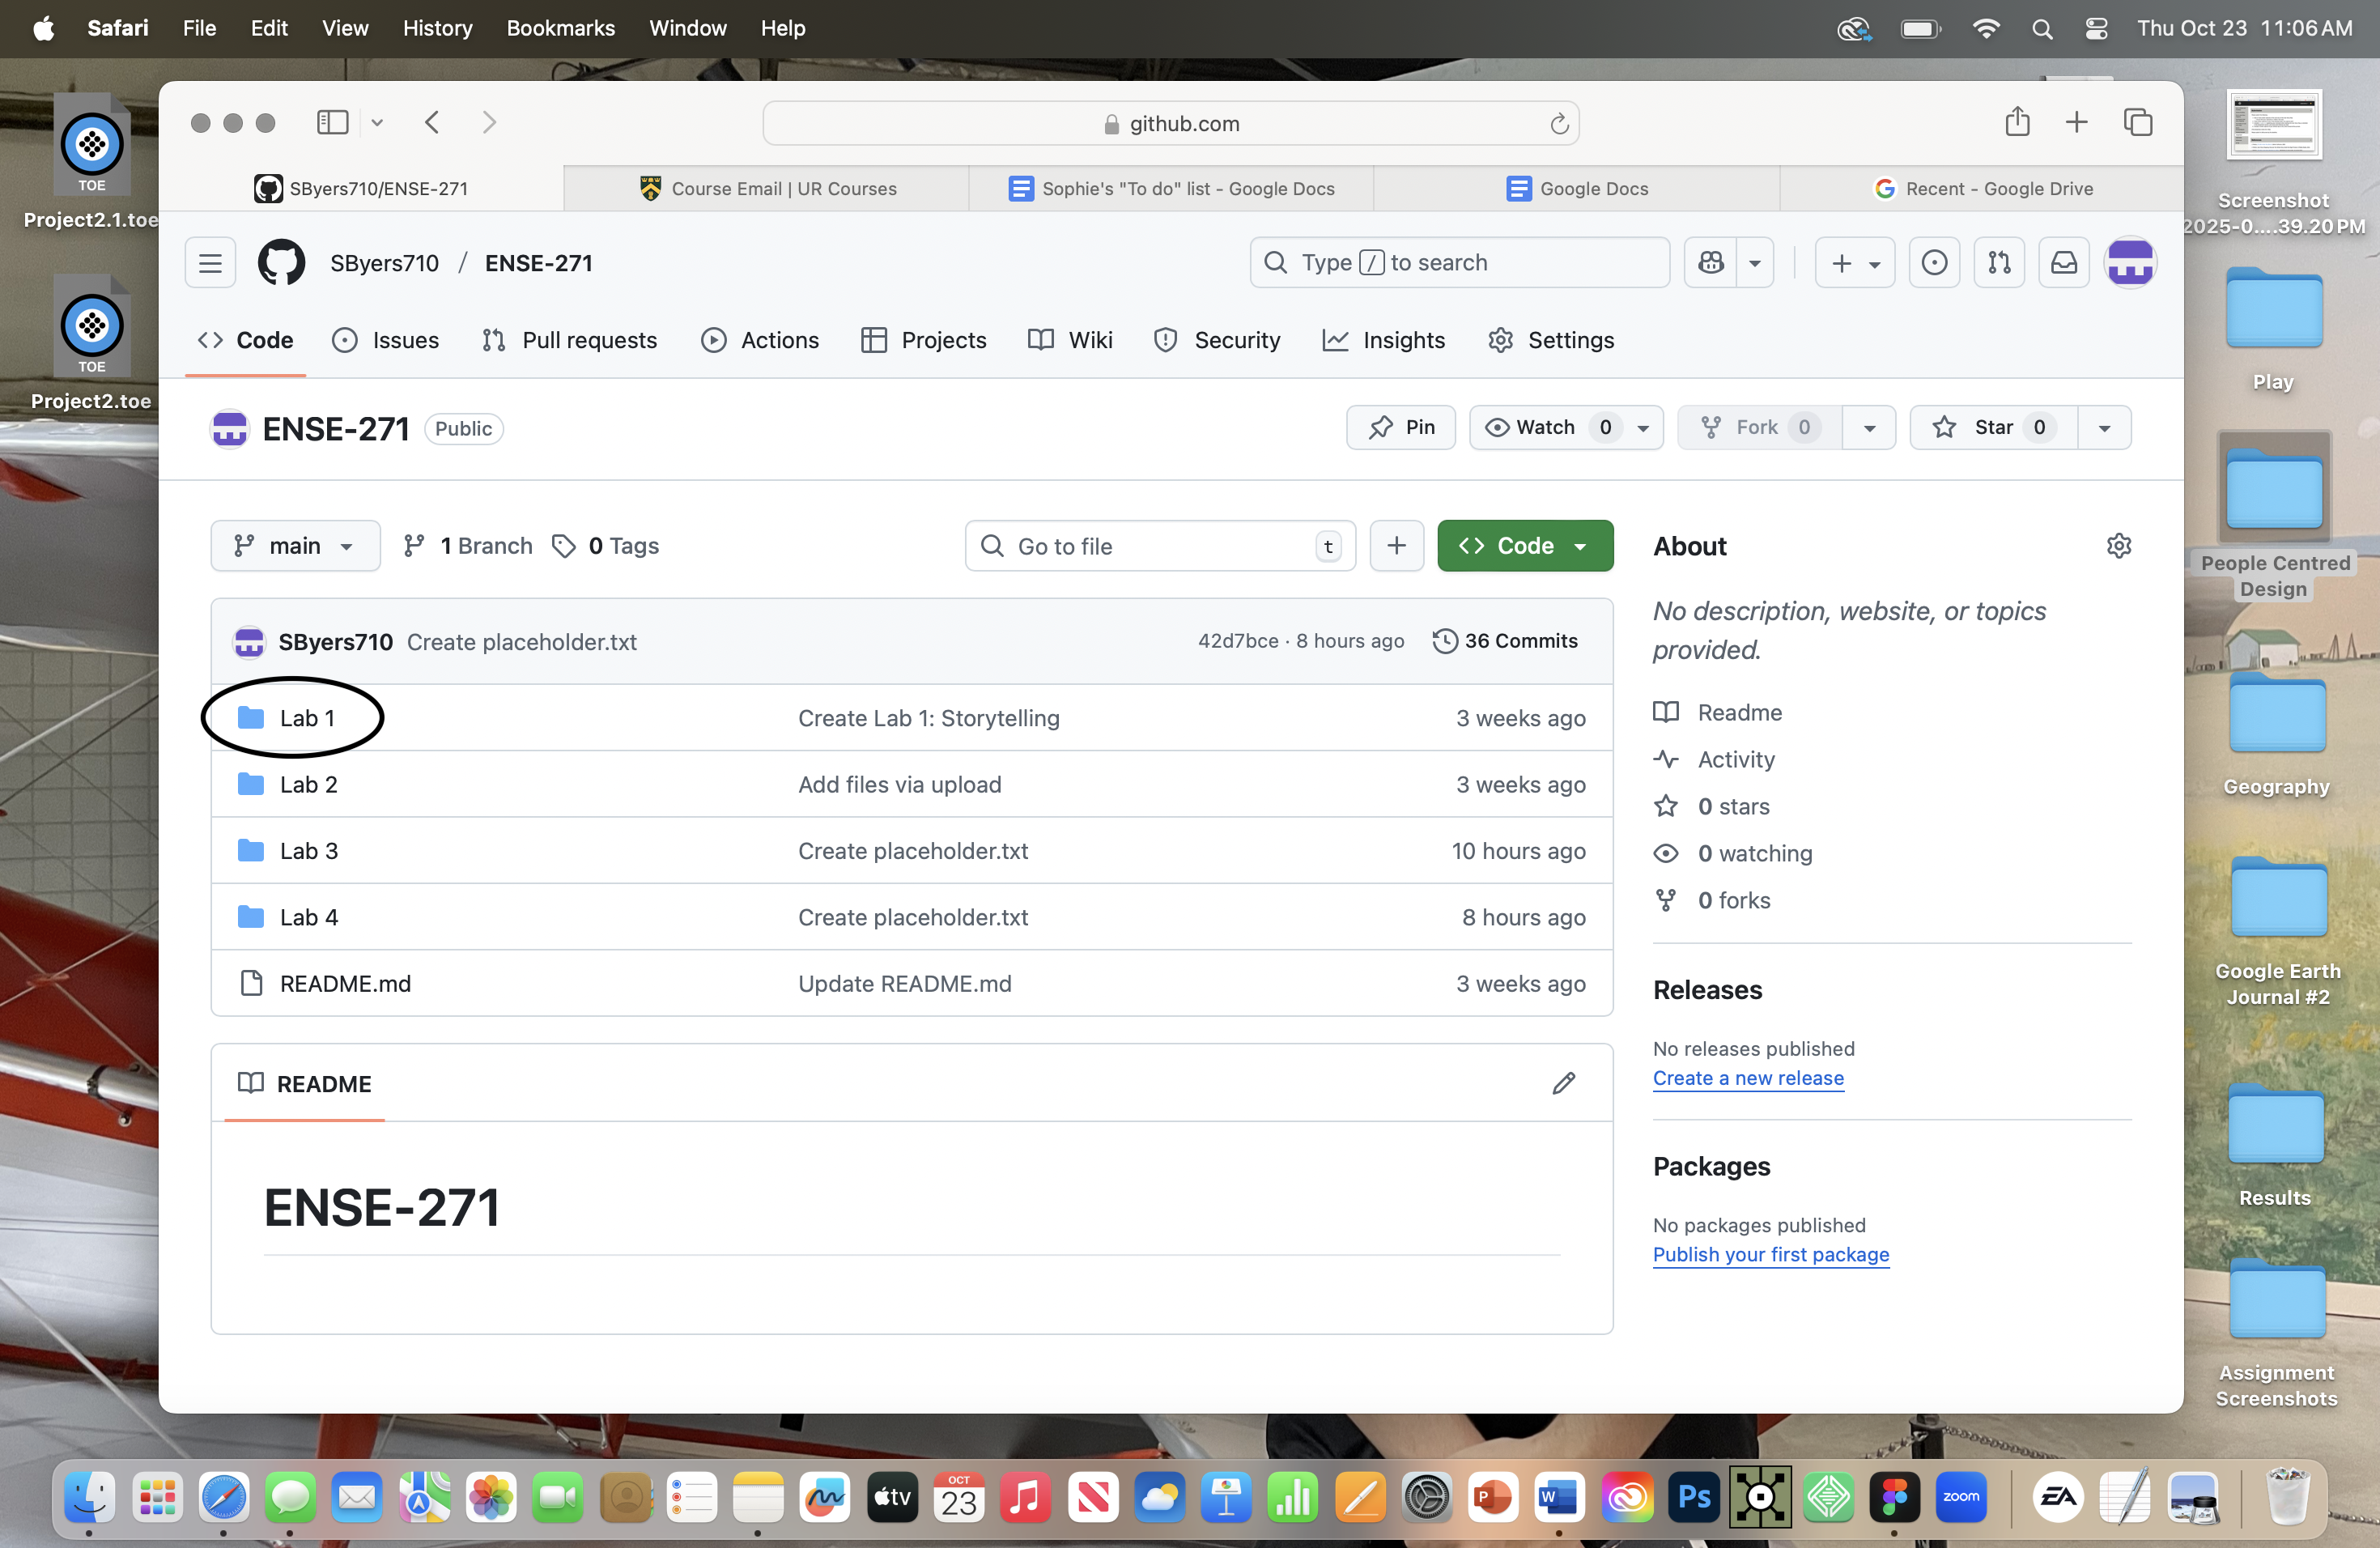 Safari File Edit View History Bookmarks Window Help Thu Oct 23 11:06 AM
github.com
SByers710/ENSE-271 Course Email | UR Courses Sophie's "To do" list - Google Docs Google Docs Recent - Google Drive
SByers710 / ENSE-271 Type / to search
Code Issues Pull requests Actions Projects Wiki Security Insights Settings
ENSE-271 Public Pin Watch 0 Fork 0 Star 0
main 1 Branch 0 Tags Go to file t Code
SByers710 Create placeholder.txt 42d7bce · 8 hours ago 36 Commits
Lab 1 Create Lab 1: Storytelling 3 weeks ago
Lab 2 Add files via upload 3 weeks ago
Lab 3 Create placeholder.txt 10 hours ago
Lab 4 Create placeholder.txt 8 hours ago
README.md Update README.md 3 weeks ago
README
ENSE-271
About
No description, website, or topics
provided.
Readme
Activity
0 stars
0 watching
0 forks
Releases
No releases published
Create a new release
Packages
No packages published
Publish your first package
TOE
Project2.1.toe
TOE
Project2.toe
Screenshot
2025-0....39.20 PM
Play
People Centred
Design
Geography
Google Earth
Journal #2
Results
Assignment
Screenshots
tv OCT 23 P W Ps zoom EA